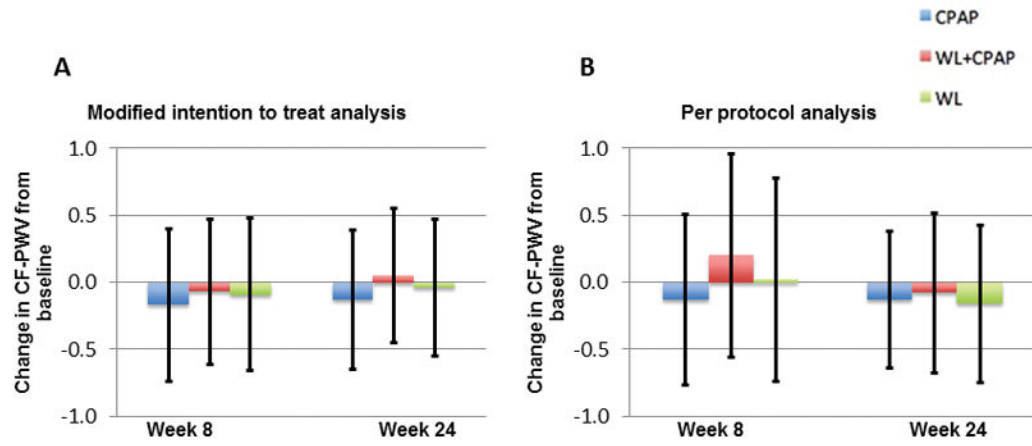 CPAP
WL+CPAP
WL
A
Modified intention to treat analysis
Change in CF-PWV from
baseline
1.0
0.5
0.0
-0.5
-1.0
Week 8
Week 24
B
Per protocol analysis
Change in CF-PWV from
baseline
1.0
0.5
0.0
-0.5
-1.0
Week 8
Week 24